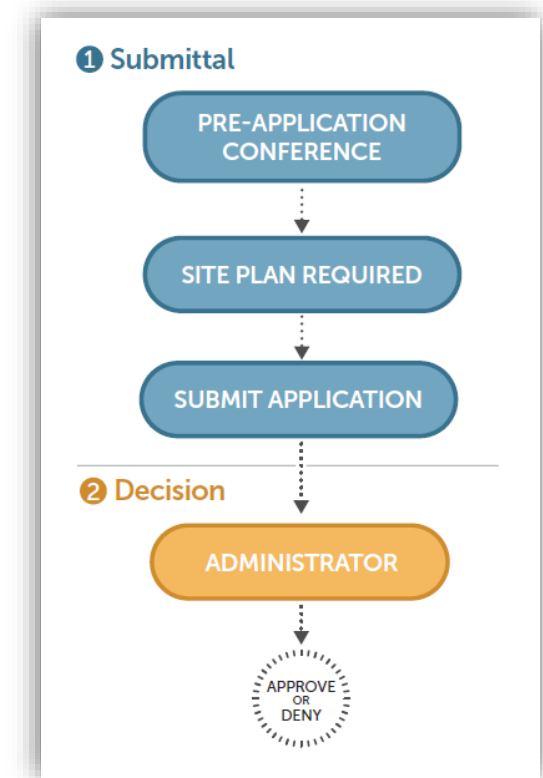 1 Submittal
PRE-APPLICATION
CONFERENCE
SITE PLAN REQUIRED
SUBMIT APPLICATION
2 Decision
ADMINISTRATOR
APPROVE
OR
DENY